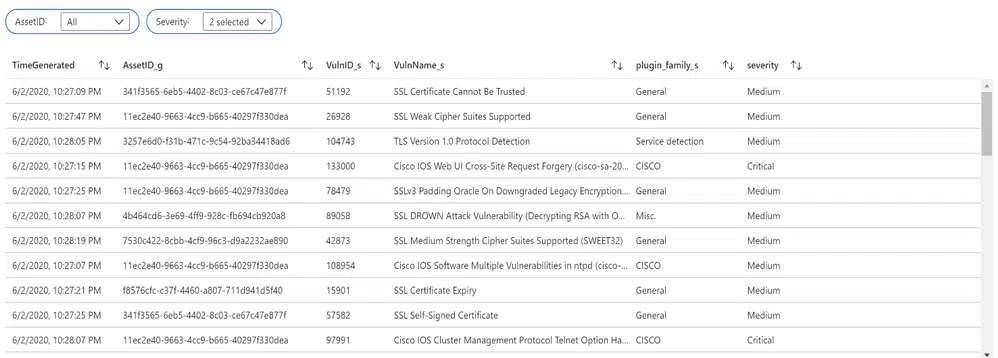 AssetID: All Severity: 2 selected
TimeGenerated AssetID_g VulnID_s VulnName_s plugin_family_s severity
6/2/2020, 10:27:09 PM 341f3565-6eb5-4402-8c03-ce67c47e877f 51192 SSL Certificate Cannot Be Trusted General Medium
6/2/2020, 10:27:47 PM 11ec2e40-9663-4cc9-b665-40297f330dea 26928 SSL Weak Cipher Suites Supported General Medium
6/2/2020, 10:28:05 PM 3257e6d0-f31b-471c-9c54-92ba34418ad6 104743 TLS Version 1.0 Protocol Detection Service detection Medium
6/2/2020, 10:27:15 PM 11ec2e40-9663-4cc9-b665-40297f330dea 133000 Cisco IOS Web UI Cross-Site Request Forgery (cisco-sa-20... CISCO Critical
6/2/2020, 10:27:25 PM 11ec2e40-9663-4cc9-b665-40297f330dea 78479 SSLv3 Padding Oracle On Downgraded Legacy Encryption... General Medium
6/2/2020, 10:28:07 PM 4b464cd6-3e69-4ff9-928c-fb694cb920a8 89058 SSL DROWN Attack Vulnerability (Decrypting RSA with O... Misc. Medium
6/2/2020, 10:28:19 PM 7530c422-8cbb-4cf9-96c3-d9a2232ae890 42873 SSL Medium Strength Cipher Suites Supported (SWEET32) General Medium
6/2/2020, 10:27:07 PM 11ec2e40-9663-4cc9-b665-40297f330dea 108954 Cisco IOS Software Multiple Vulnerabilities in ntpd (cisco-... CISCO Medium
6/2/2020, 10:27:21 PM f8576cfc-c37f-4460-a807-711d941d5f40 15901 SSL Certificate Expiry General Medium
6/2/2020, 10:27:25 PM 341f3565-6eb5-4402-8c03-ce67c47e877f 57582 SSL Self-Signed Certificate General Medium
6/2/2020, 10:28:07 PM 11ec2e40-9663-4cc9-b665-40297f330dea 97991 Cisco IOS Cluster Management Protocol Telnet Option Ha... CISCO Critical